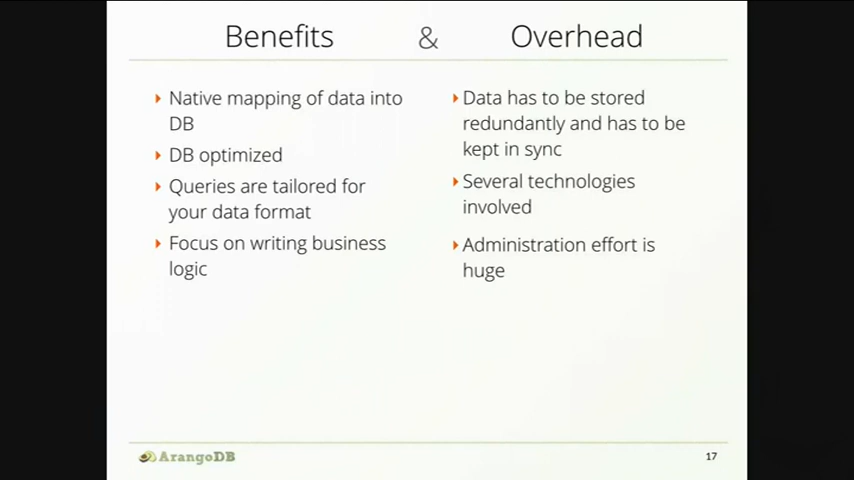 Benefits & Overhead
Native mapping of data into
DB
DB optimized
Queries are tailored for
your data format
Focus on writing business
logic
Data has to be stored
redundantly and has to be
kept in sync
Several technologies
involved
Administration effort is
huge
ArangoDB
17